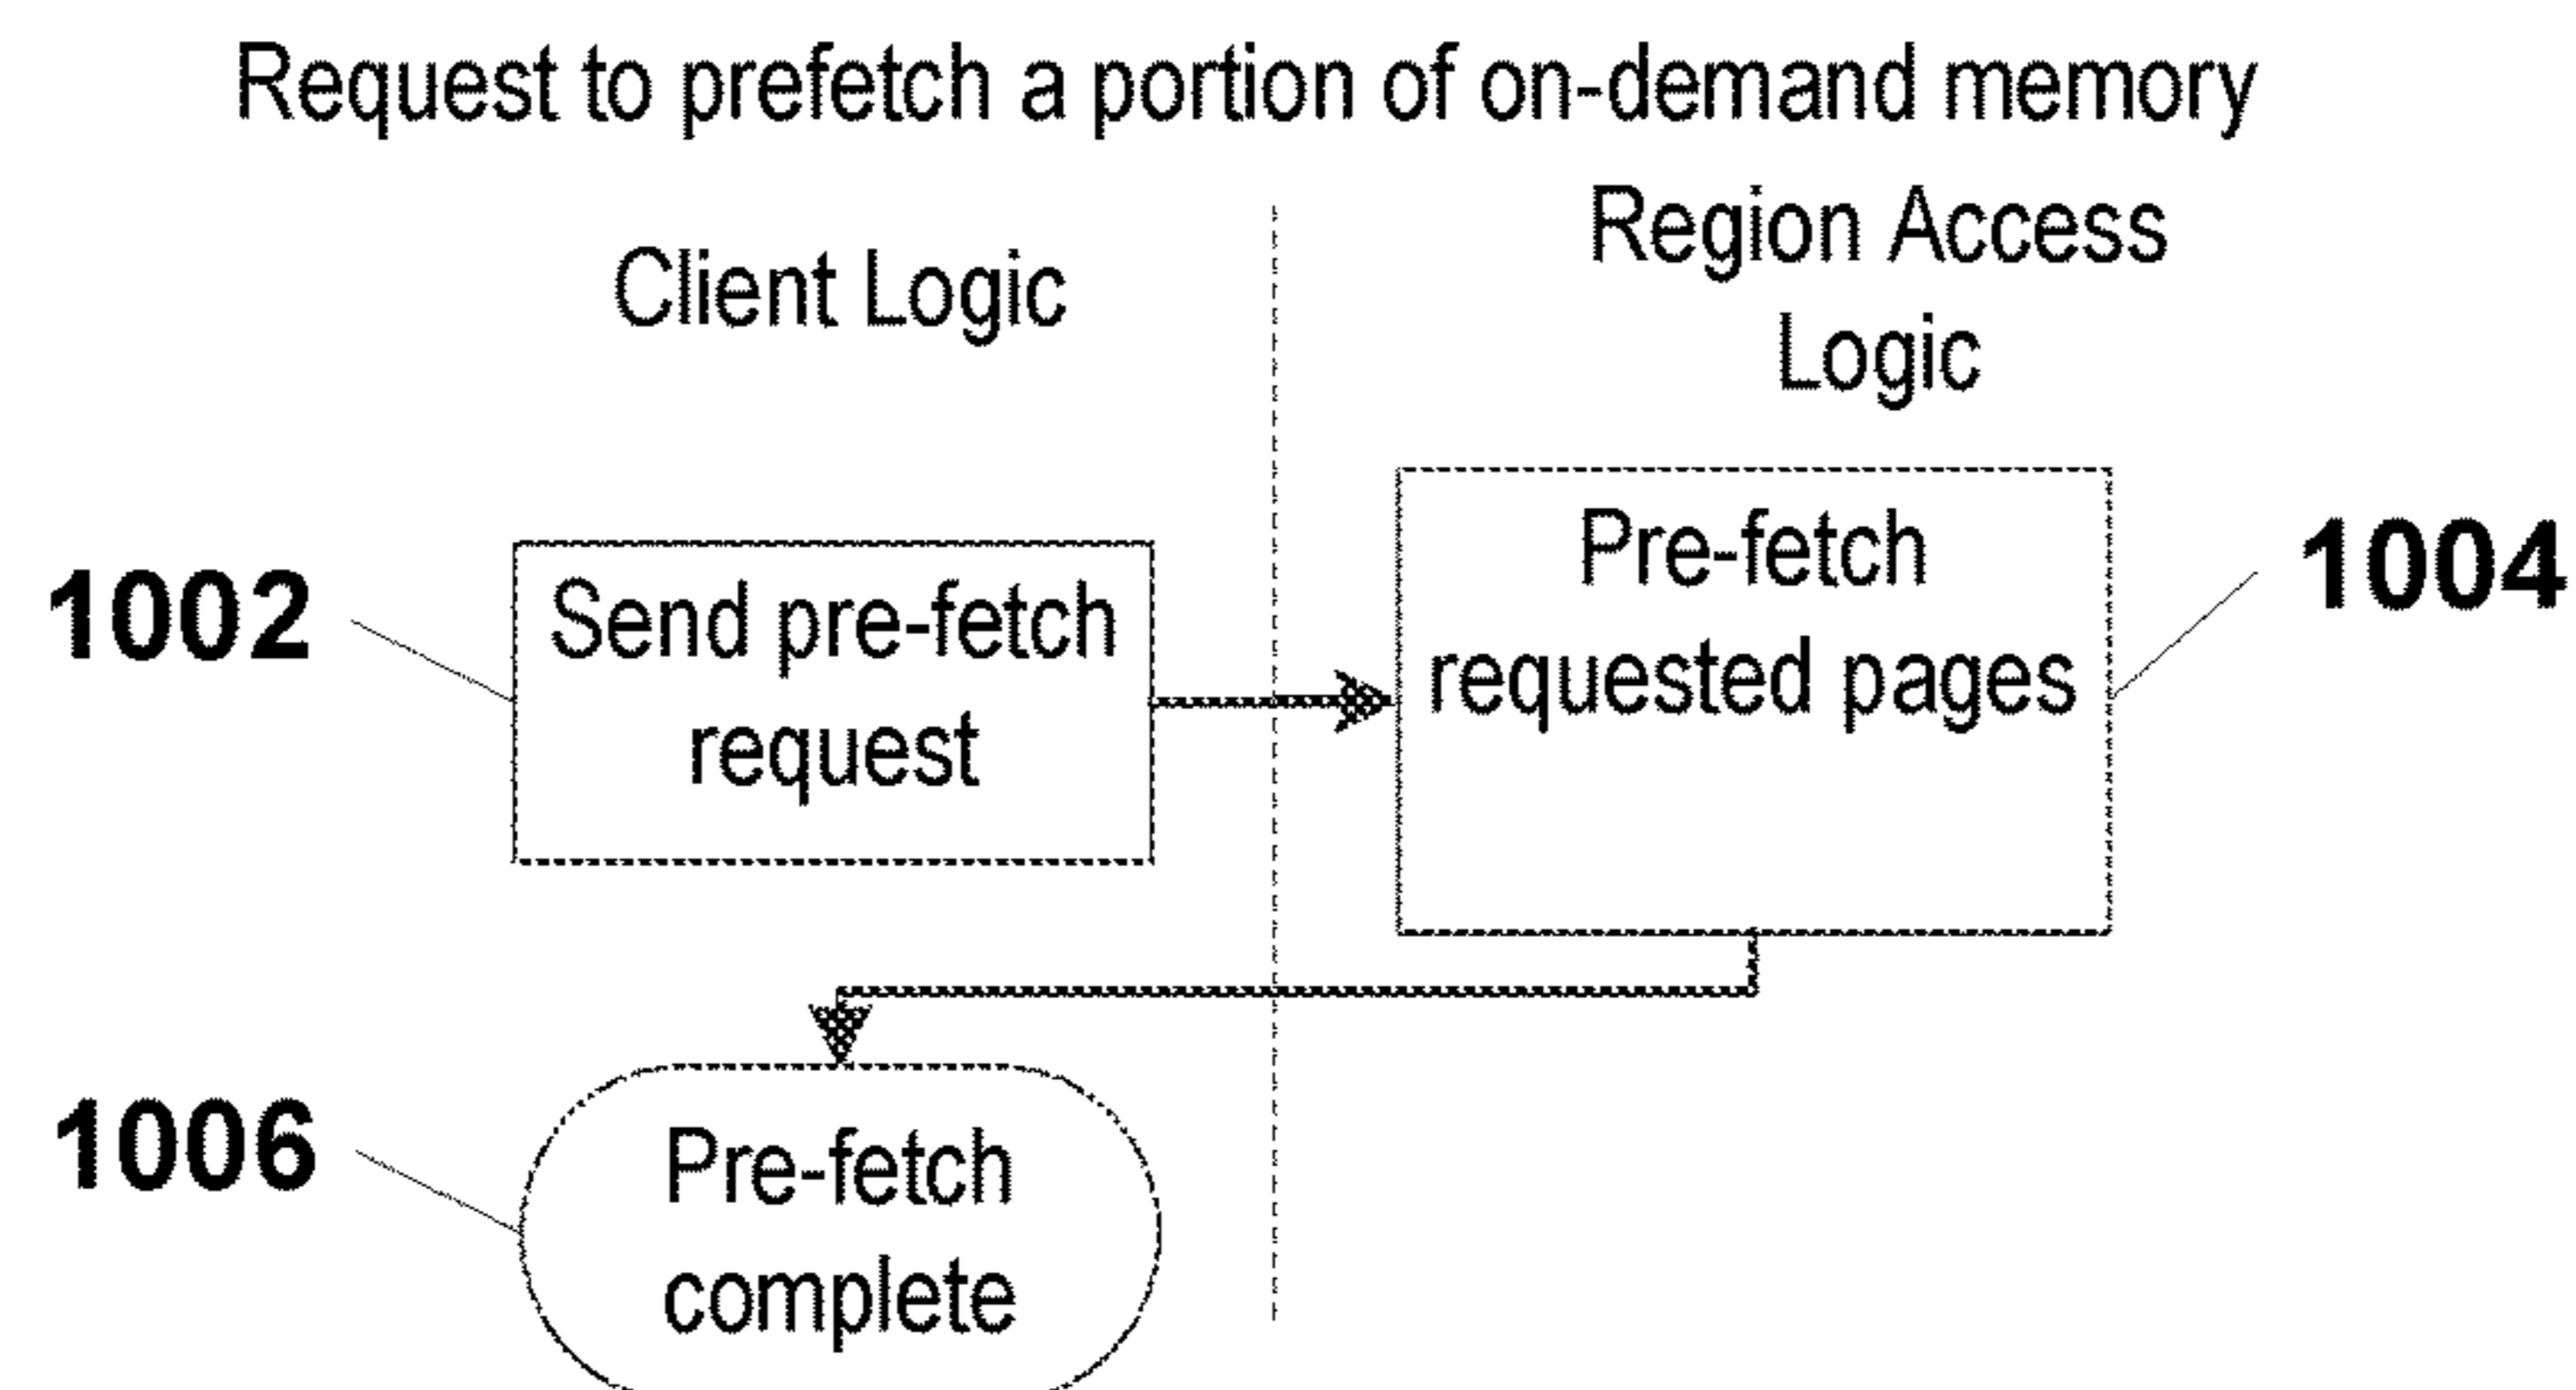 Request to prefetch a portion of on-demand memory
Client Logic
Region Access
Logic
1002
Send pre-fetch
request
Pre-fetch
requested pages
1004
1006
Pre-fetch
complete